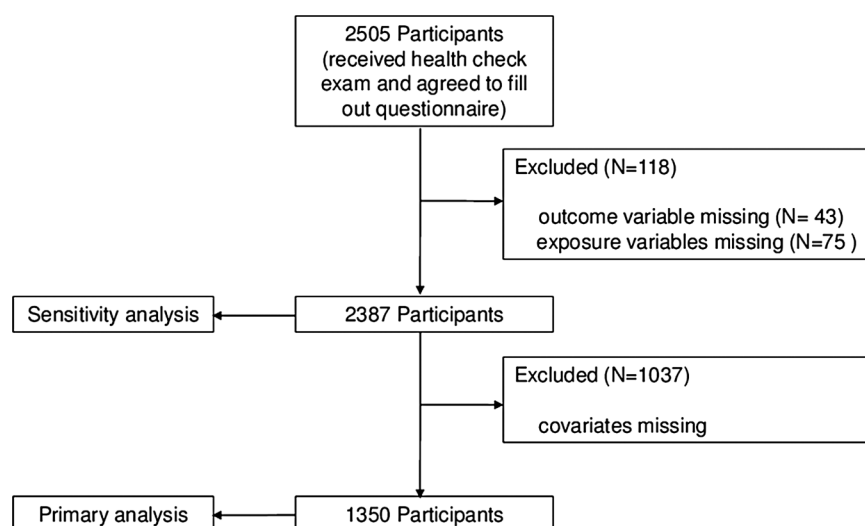 2505 Participants
(received health check
exam and agreed to fill
out questionnaire)
Excluded (N=118)
outcome variable missing (N= 43)
exposure variables missing (N=75 )
Sensitivity analysis
2387 Participants
Excluded (N=1037)
covariates missing
Primary analysis
1350 Participants